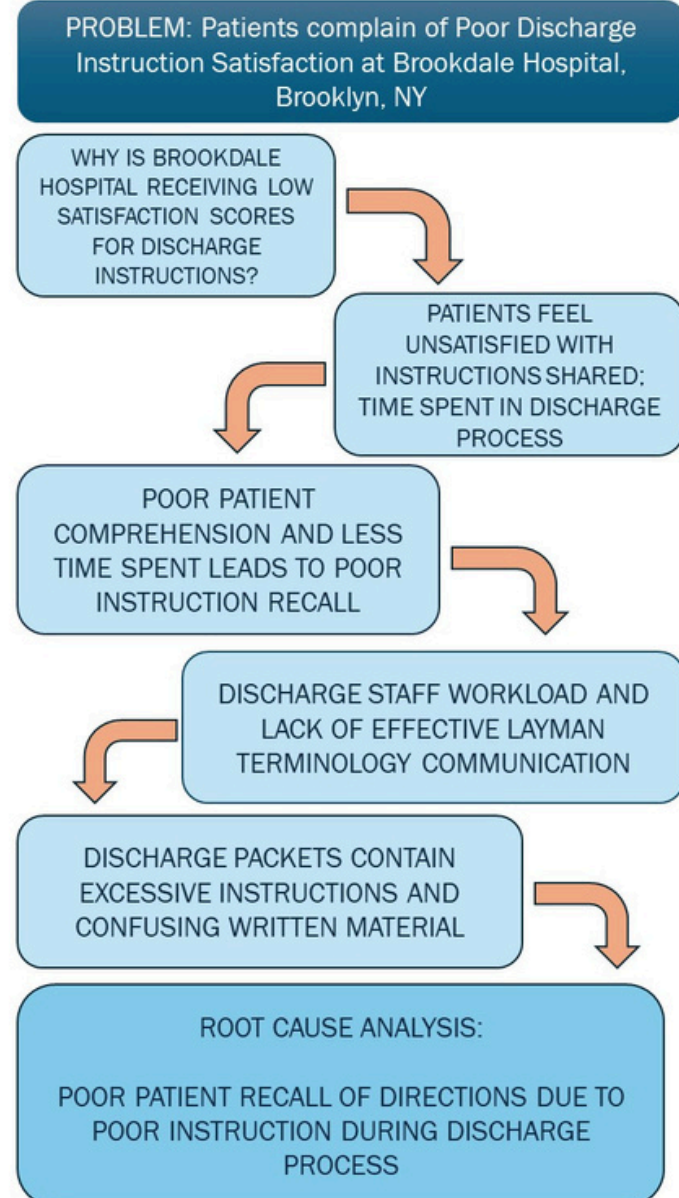 PROBLEM: Patients complain of Poor Discharge
Instruction Satisfaction at Brookdale Hospital,
Brooklyn, NY
WHY IS BROOKDALE
HOSPITAL RECEIVING LOW
SATISFACTION SCORES
FOR DISCHARGE
INSTRUCTIONS?
PATIENTS FEEL
UNSATISFIED WITH
INSTRUCTIONS SHARED;
TIME SPENT IN DISCHARGE
PROCESS
POOR PATIENT
COMPREHENSION AND LESS
TIME SPENT LEADS TO POOR
INSTRUCTION RECALL
DISCHARGE STAFF WORKLOAD AND
LACK OF EFFECTIVE LAYMAN
TERMINOLOGY COMMUNICATION
DISCHARGE PACKETS CONTAIN
EXCESSIVE INSTRUCTIONS AND
CONFUSING WRITTEN MATERIAL
ROOT CAUSE ANALYSIS:
POOR PATIENT RECALL OF DIRECTIONS DUE TO
POOR INSTRUCTION DURING DISCHARGE
PROCESS